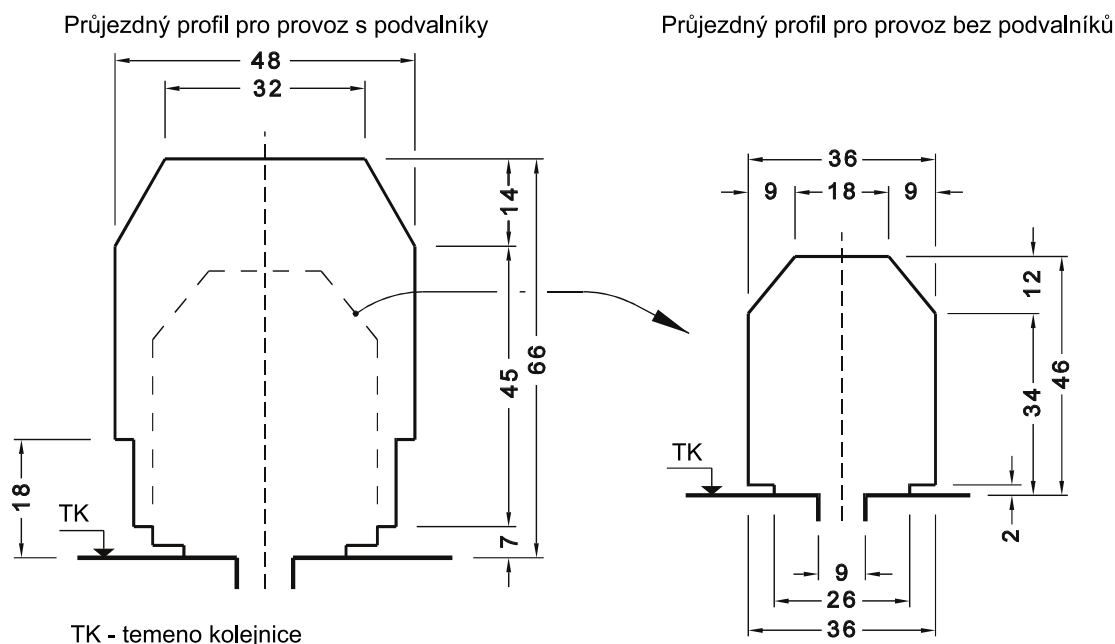 Průjezdný profil pro provoz s podvalníky
Průjezdný profil pro provoz bez podvalníků
48
32
14
45
66
7
18
TK
36
9 18 9
12
34
46
2
TK
9
26
36
TK - temeno kolejnice